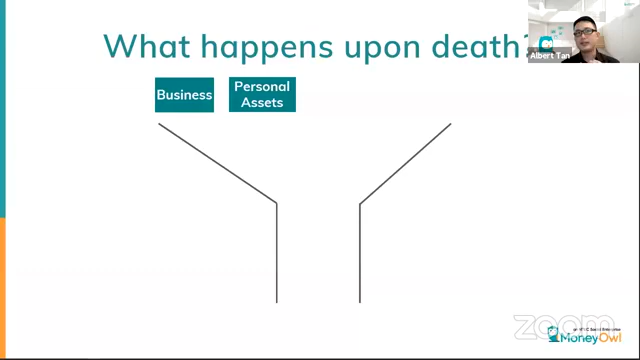 What happens upon death?
Albert Tan
Business
Personal
Assets
zoom
MoneyOwl